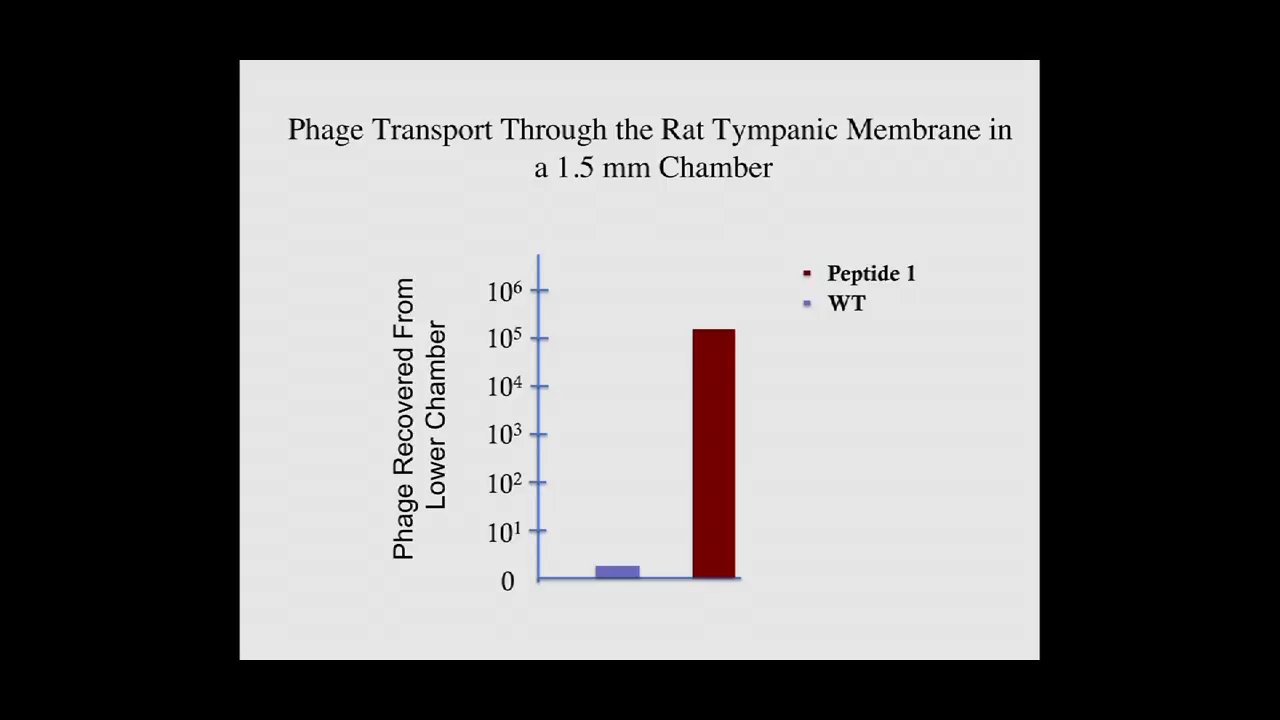 Phage Transport Through the Rat Tympanic Membrane in
a 1.5 mm Chamber
Phage Recovered From
Lower Chamber
10⁶
10⁵
10⁴
10³
10²
10¹
0
Peptide 1
WT